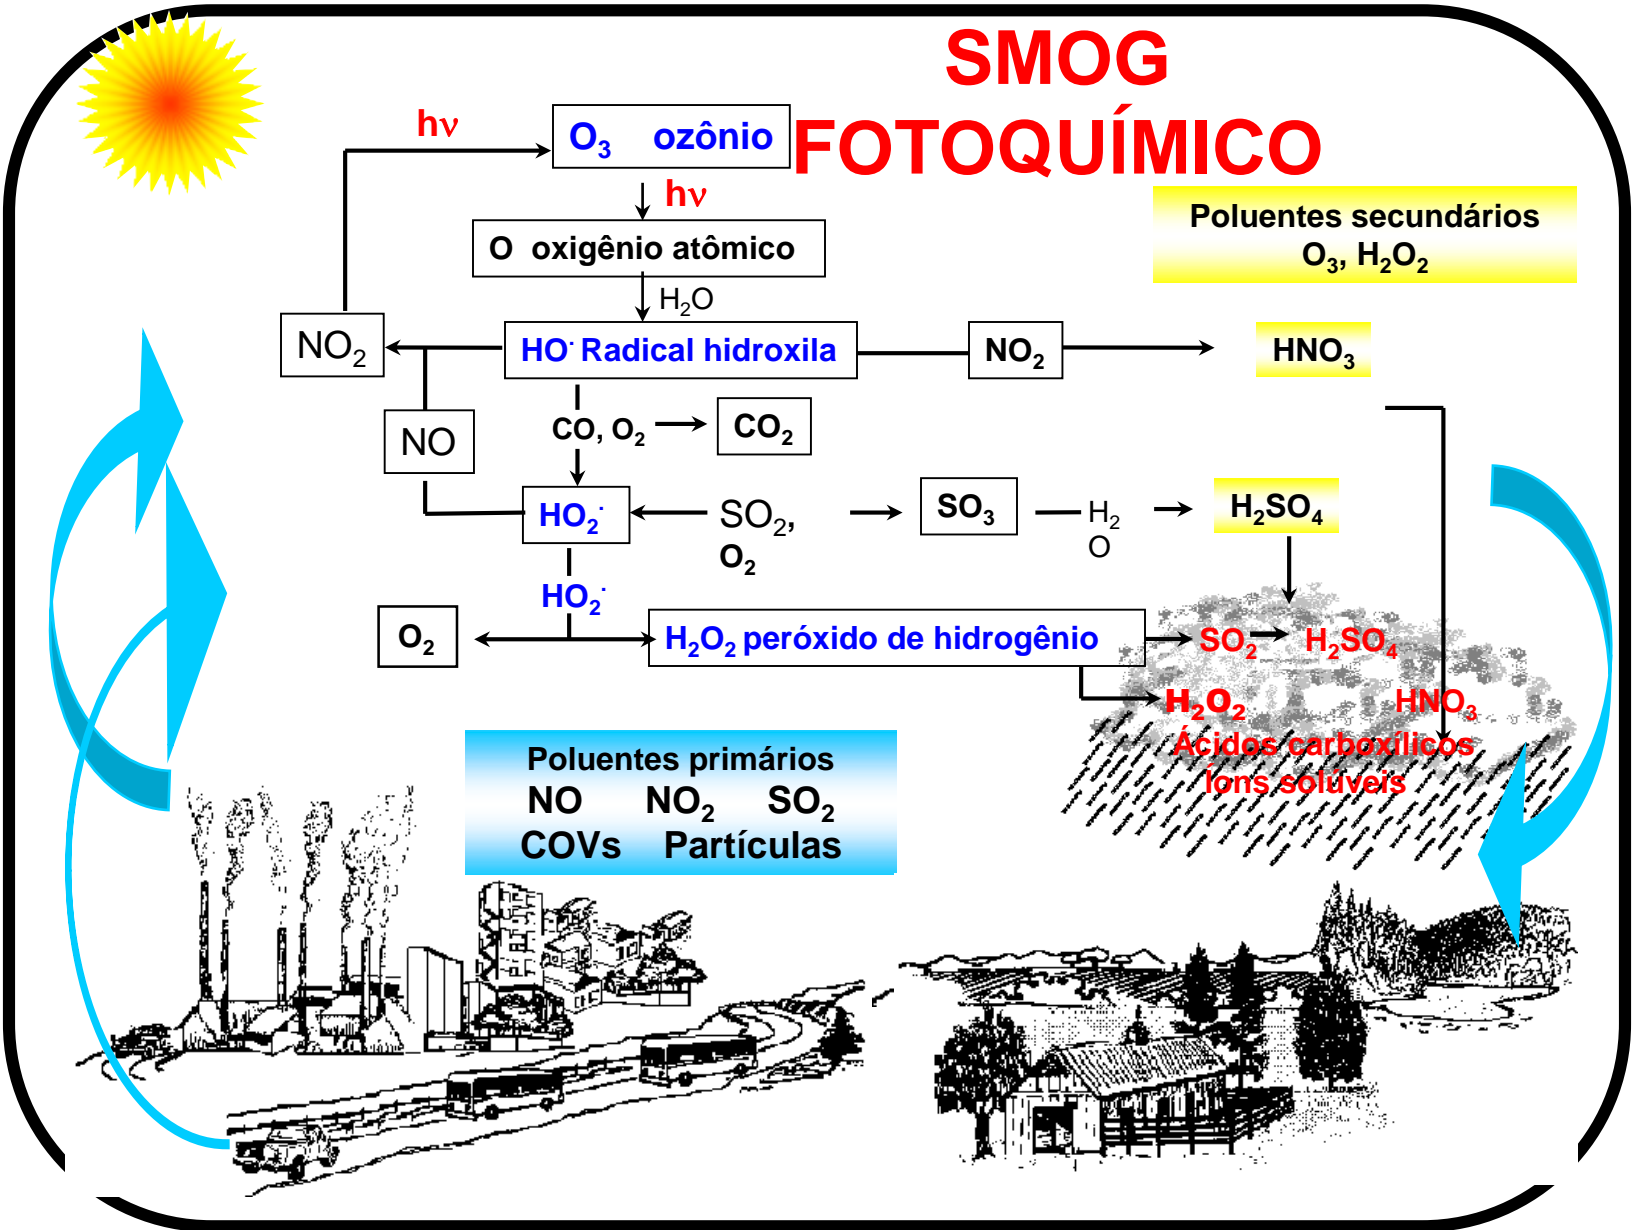 SMOG
FOTOQUÍMICO
hν
O₃ ozônio
hν
Poluentes secundários
O₃, H₂O₂
O oxigênio atômico
H₂O
NO₂
HO· Radical hidroxila
NO₂
HNO₃
NO
CO, O₂
CO₂
HO₂·
SO₂,
O₂
SO₃
H₂
O
H₂SO₄
HO₂·
O₂
H₂O₂ peróxido de hidrogênio
SO₂
H₂SO₄
H₂O₂
HNO₃
Ácidos carboxílicos
Íons solúveis
Poluentes primários
NO NO₂ SO₂
COVs Partículas